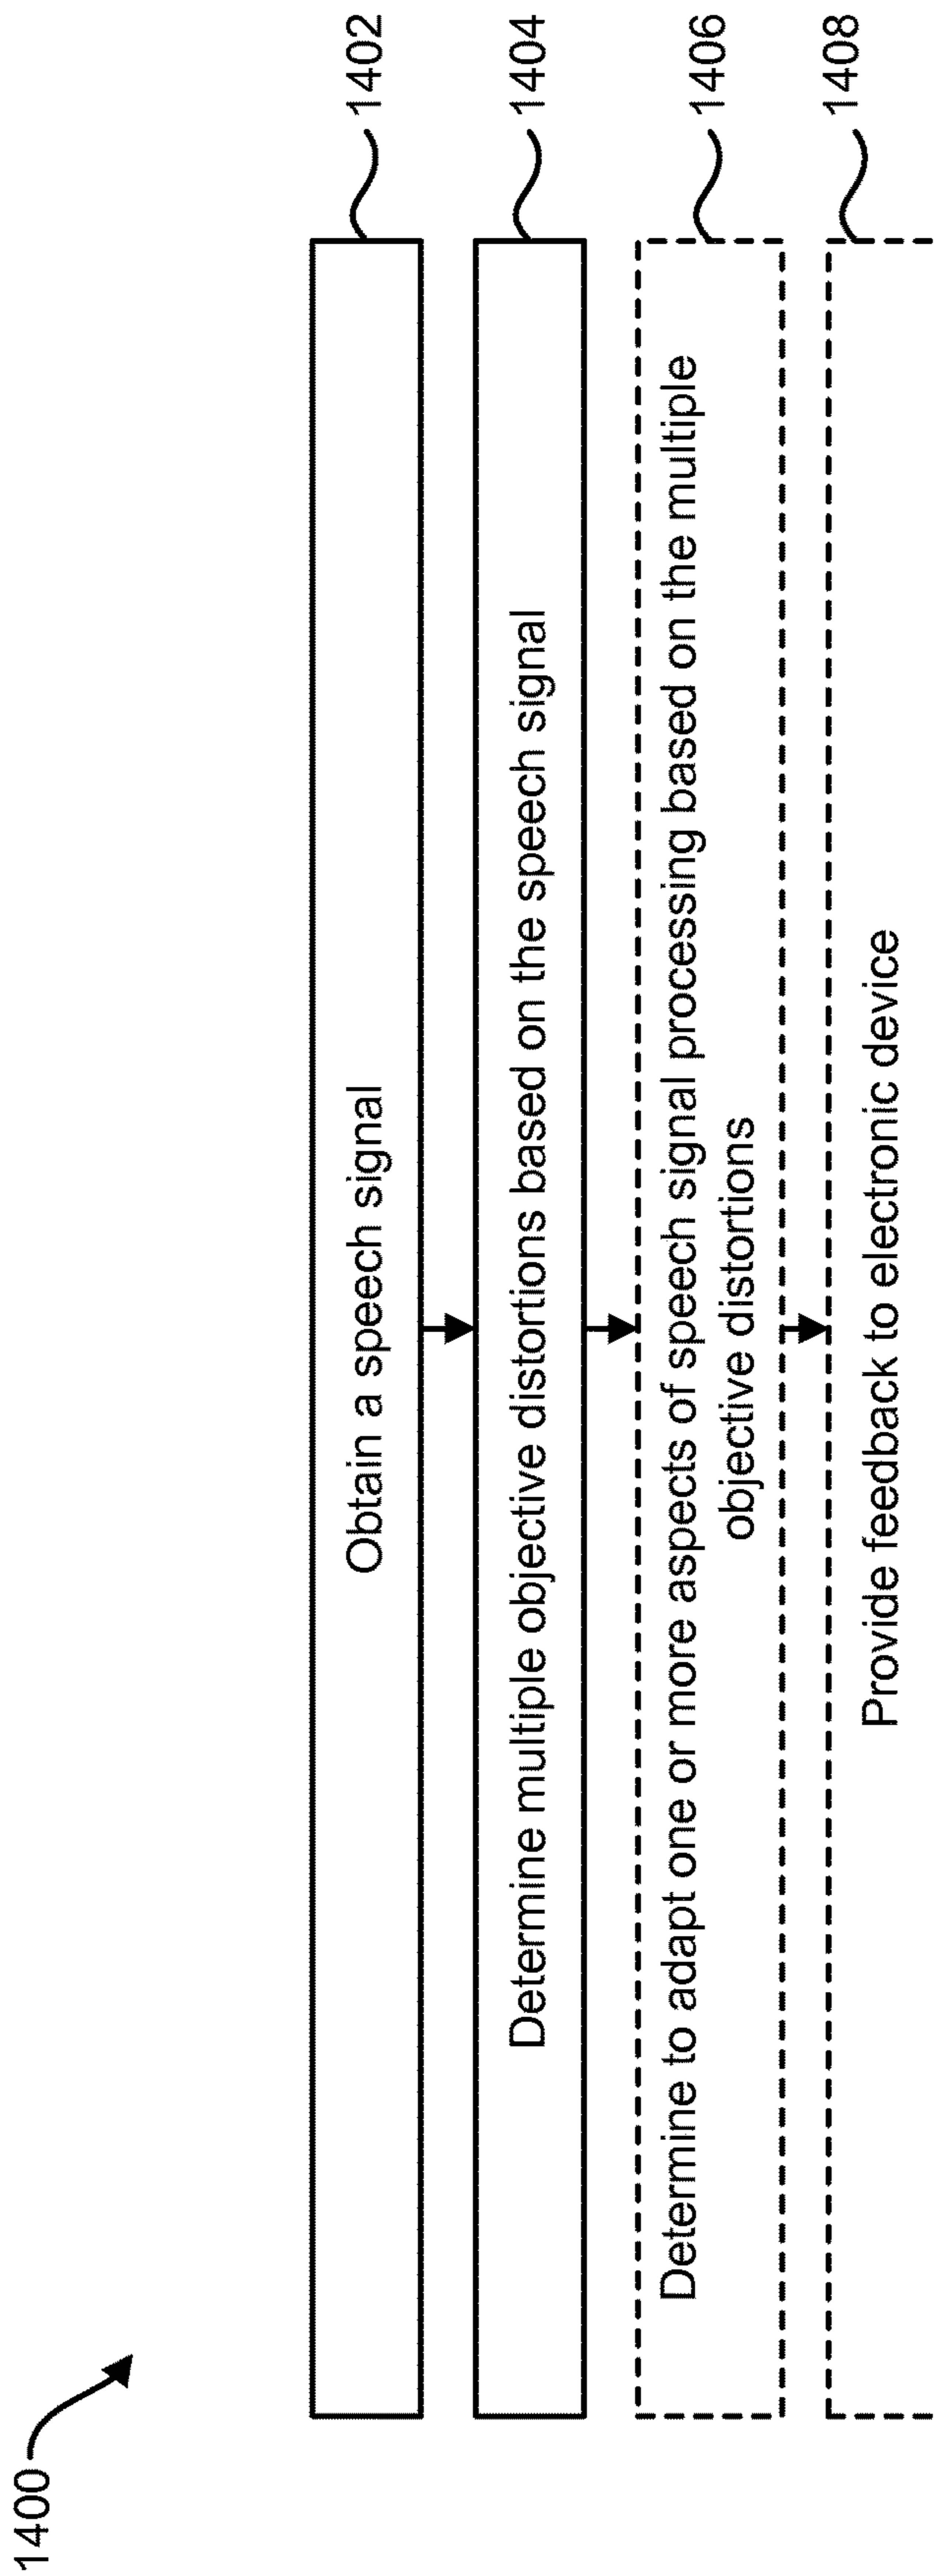 1400
Obtain a speech signal
1402
Determine multiple objective distortions based on the speech signal
1404
Determine to adapt one or more aspects of speech signal processing based on the multiple
objective distortions
1406
Provide feedback to electronic device
1408